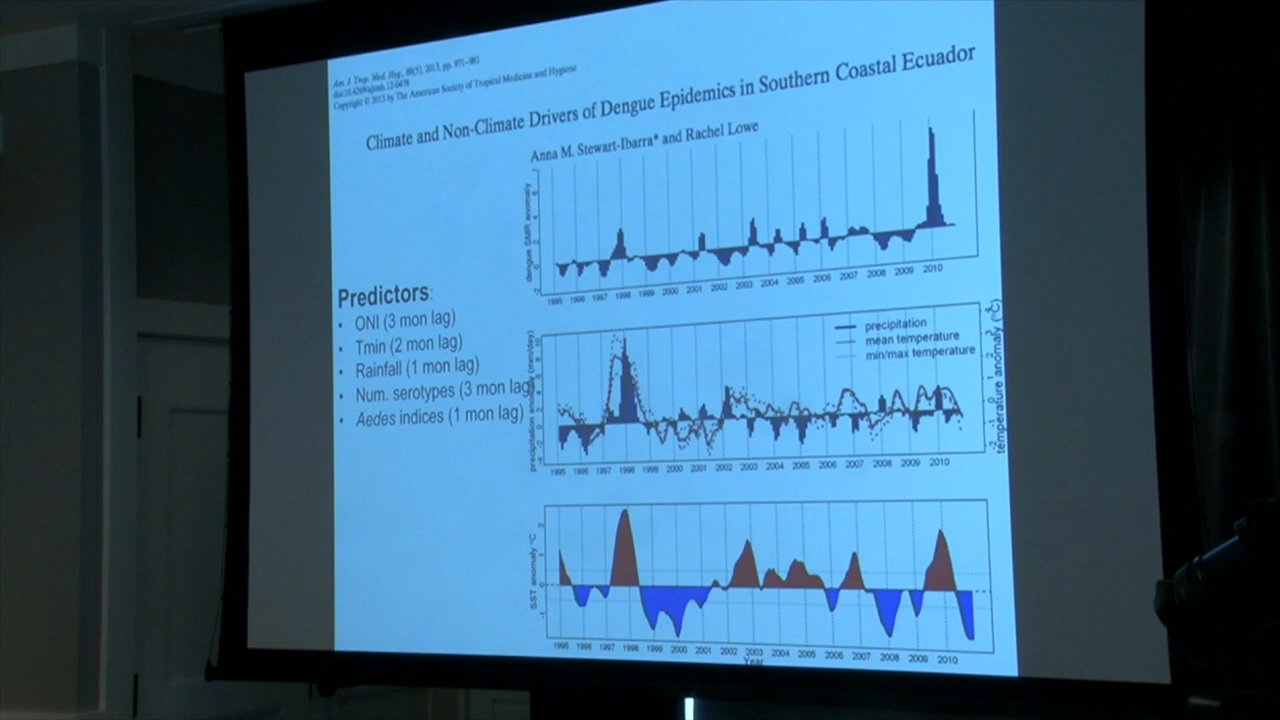 Am. J. Trop. Med. Hyg., 88(5), 2013, pp. 971–981
doi:10.4269/ajtmh.12-0478
Copyright © 2013 by The American Society of Tropical Medicine and Hygiene
Climate and Non-Climate Drivers of Dengue Epidemics in Southern Coastal Ecuador
Anna M. Stewart-Ibarra* and Rachel Lowe
dengue SMR anomaly
1995 1996 1997 1998 1999 2000 2001 2002 2003 2004 2005 2006 2007 2008 2009 2010
Predictors:
• ONI (3 mon lag)
• Tmin (2 mon lag)
• Rainfall (1 mon lag)
• Num. serotypes (3 mon lag)
• Aedes indices (1 mon lag)
precipitation
mean temperature
min/max temperature
precipitation anomaly (mm/day)
temperature anomaly (°C)
1995 1996 1997 1998 1999 2000 2001 2002 2003 2004 2005 2006 2007 2008 2009 2010
SST anomaly °C
1995 1996 1997 1998 1999 2000 2001 2002 2003 2004 2005 2006 2007 2008 2009 2010
Year